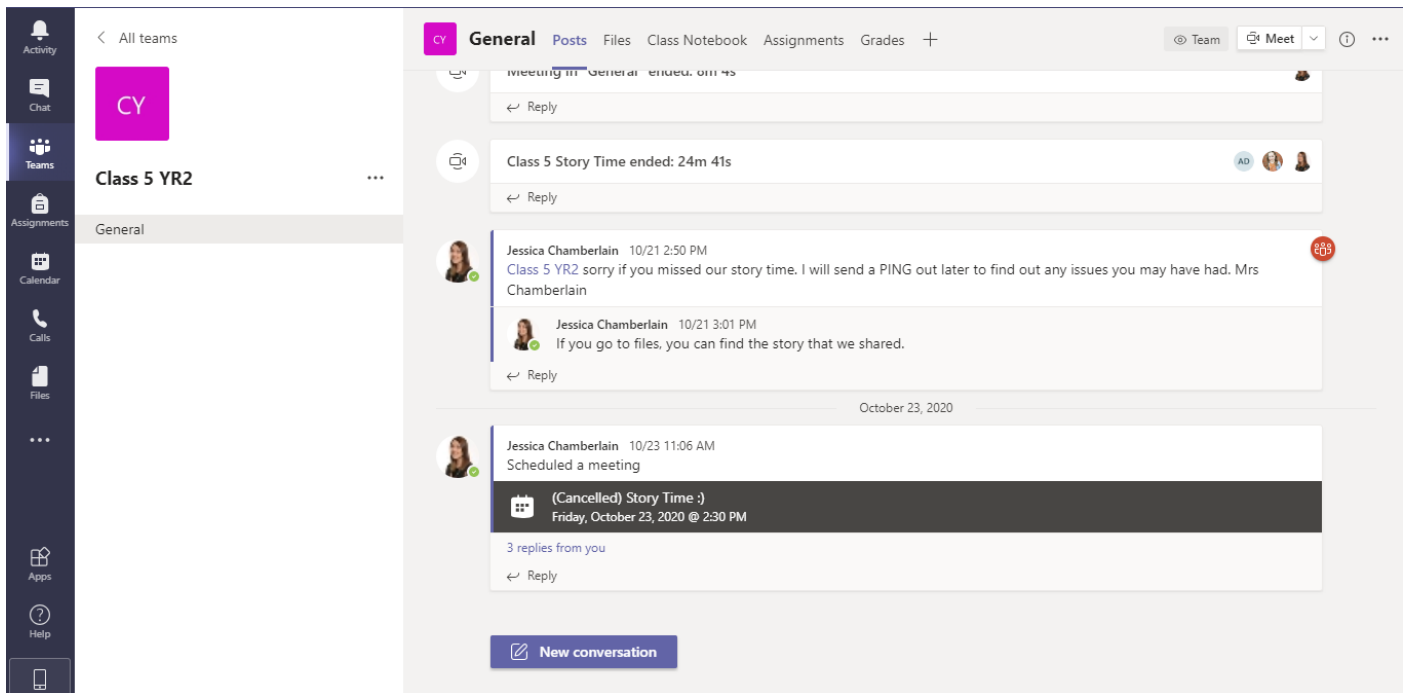 Activity
Chat
Teams
Assignments
Calendar
Calls
Files
Apps
Help
All teams
CY
Class 5 YR2
General
CY General Posts Files Class Notebook Assignments Grades
Team Meet
Meeting in "General" ended: 8m 4s
Reply
Class 5 Story Time ended: 24m 41s
AD
Reply
Jessica Chamberlain 10/21 2:50 PM
Class 5 YR2 sorry if you missed our story time. I will send a PING out later to find out any issues you may have had. Mrs
Chamberlain
Jessica Chamberlain 10/21 3:01 PM
If you go to files, you can find the story that we shared.
Reply
October 23, 2020
Jessica Chamberlain 10/23 11:06 AM
Scheduled a meeting
(Cancelled) Story Time :)
Friday, October 23, 2020 @ 2:30 PM
3 replies from you
Reply
New conversation